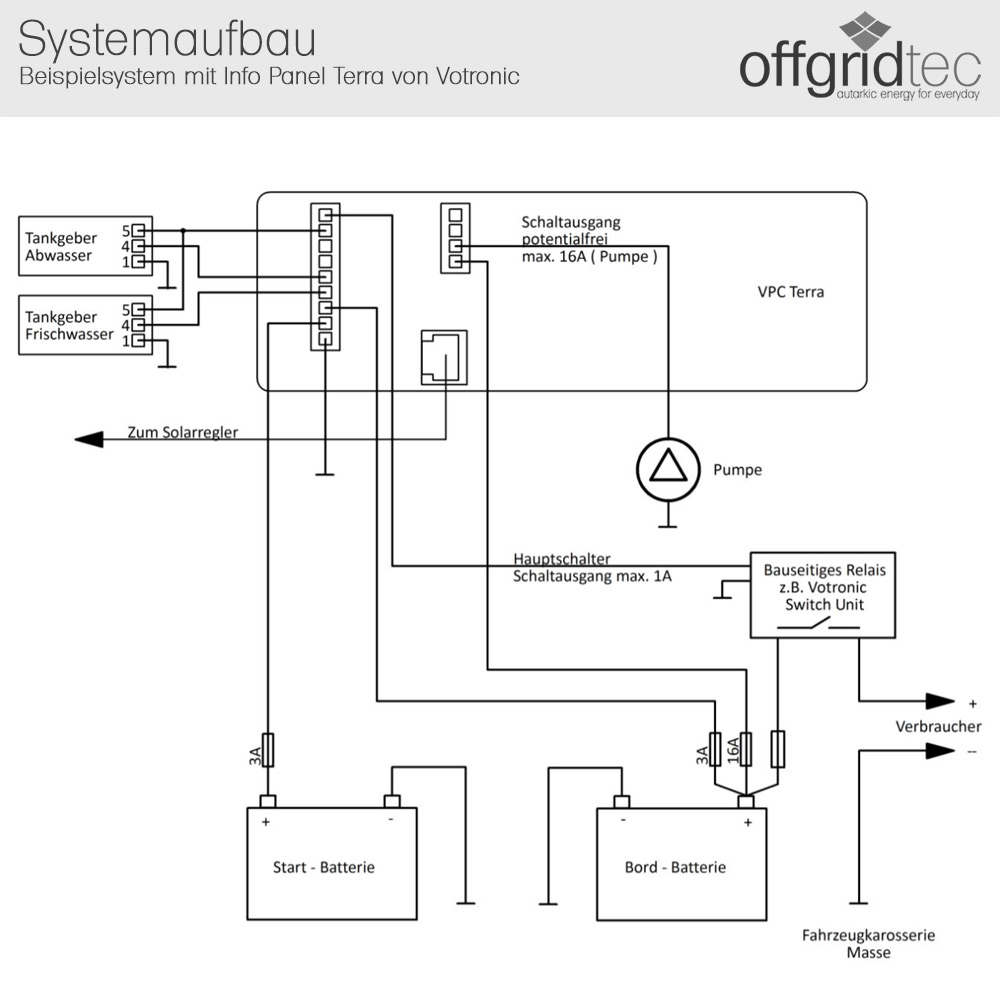 Systemaufbau
Beispielsystem mit Info Panel Terra von Votronic
offgridtec
autarkic energy for everyday
Tankgeber
Abwasser
5
4
1
Tankgeber
Frischwasser
5
4
1
Schaltausgang
potentialfrei
max. 16A ( Pumpe )
VPC Terra
Zum Solarregler
Pumpe
Hauptschalter
Schaltausgang max. 1A
Bauseitiges Relais
z.B. Votronic
Switch Unit
+
Verbraucher
--
3A
3A
16A
+
-
Start - Batterie
-
+
Bord - Batterie
Fahrzeugkarosserie
Masse